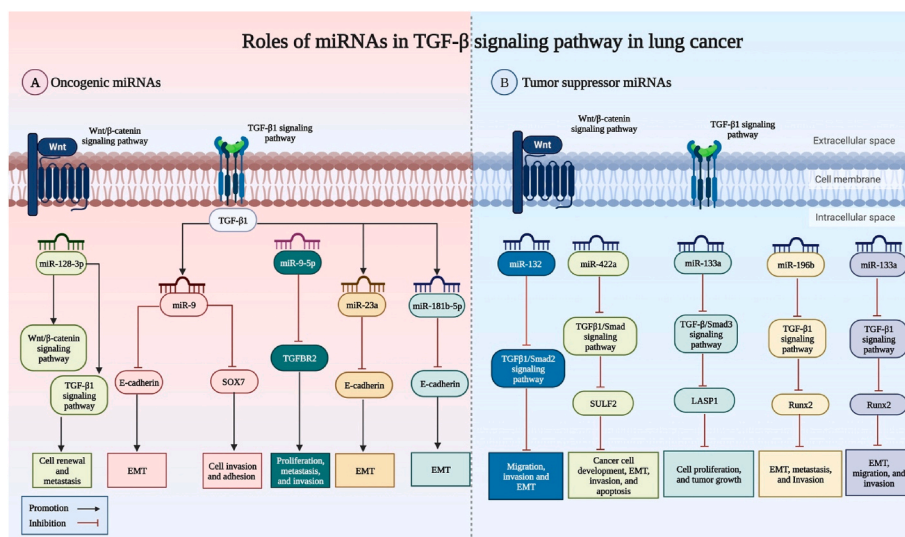 Roles of miRNAs in TGF-β signaling pathway in lung cancer
A Oncogenic miRNAs
Wnt/β-catenin
signaling pathway
Wnt
TGF-β1 signaling
pathway
TGF-β1
miR-128-3p
miR-9
miR-9-5p
miR-23a
miR-181b-5p
Wnt/β-catenin
signaling
pathway
TGF-β1
signaling
pathway
E-cadherin
SOX7
TGFBR2
E-cadherin
E-cadherin
Cell renewal
and
metastasis
EMT
Cell invasion
and adhesion
Proliferation,
metastasis,
and invasion
EMT
EMT
Promotion
Inhibition
B Tumor suppressor miRNAs
Wnt/β-catenin
signaling pathway
Wnt
TGF-β1 signaling
pathway
Extracellular space
Cell membrane
Intracellular space
miR-132
miR-422a
miR-133a
miR-196b
miR-133a
TGFβ1/Smad2
signaling
pathway
TGFβ1/Smad
signaling
pathway
TGF-β/Smad3
signaling
pathway
TGF-β1
signaling
pathway
TGF-β1
signaling
pathway
SULF2
LASP1
Runx2
Runx2
Migration,
invasion and
EMT
Cancer cell
development, EMT,
invasion, and
apoptosis
Cell proliferation,
and tumor growth
EMT, metastasis,
and Invasion
EMT,
migration, and
invasion